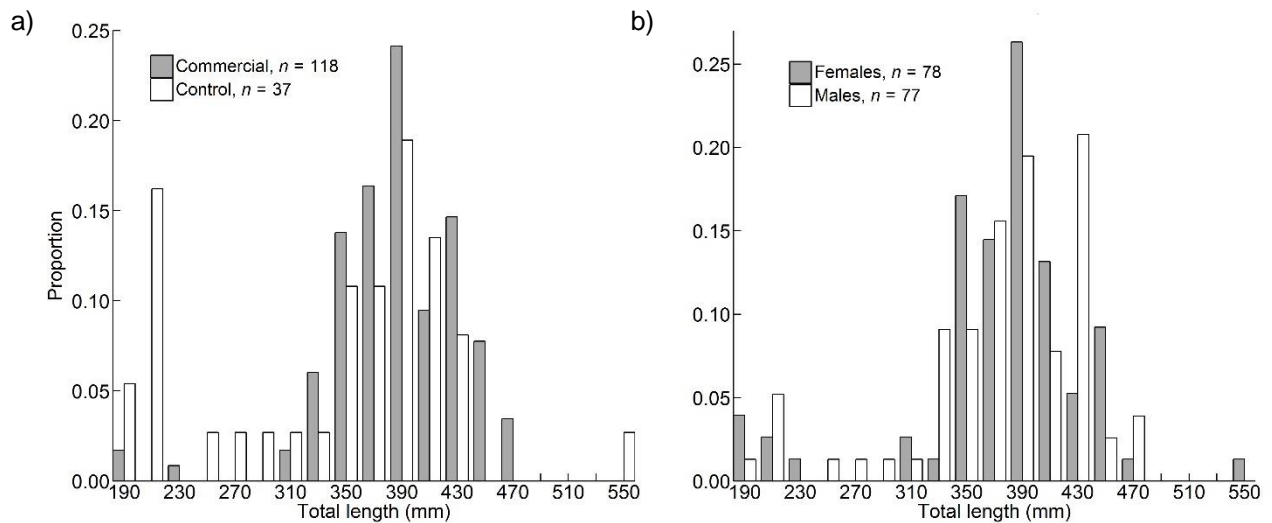 a)
0.25
0.20
0.15
0.10
0.05
0.00
Proportion
Commercial, n = 118
Control, n = 37
190 230 270 310 350 390 430 470 510 550
Total length (mm)
b)
0.25
0.20
0.15
0.10
0.05
0.00
Females, n = 78
Males, n = 77
190 230 270 310 350 390 430 470 510 550
Total length (mm)